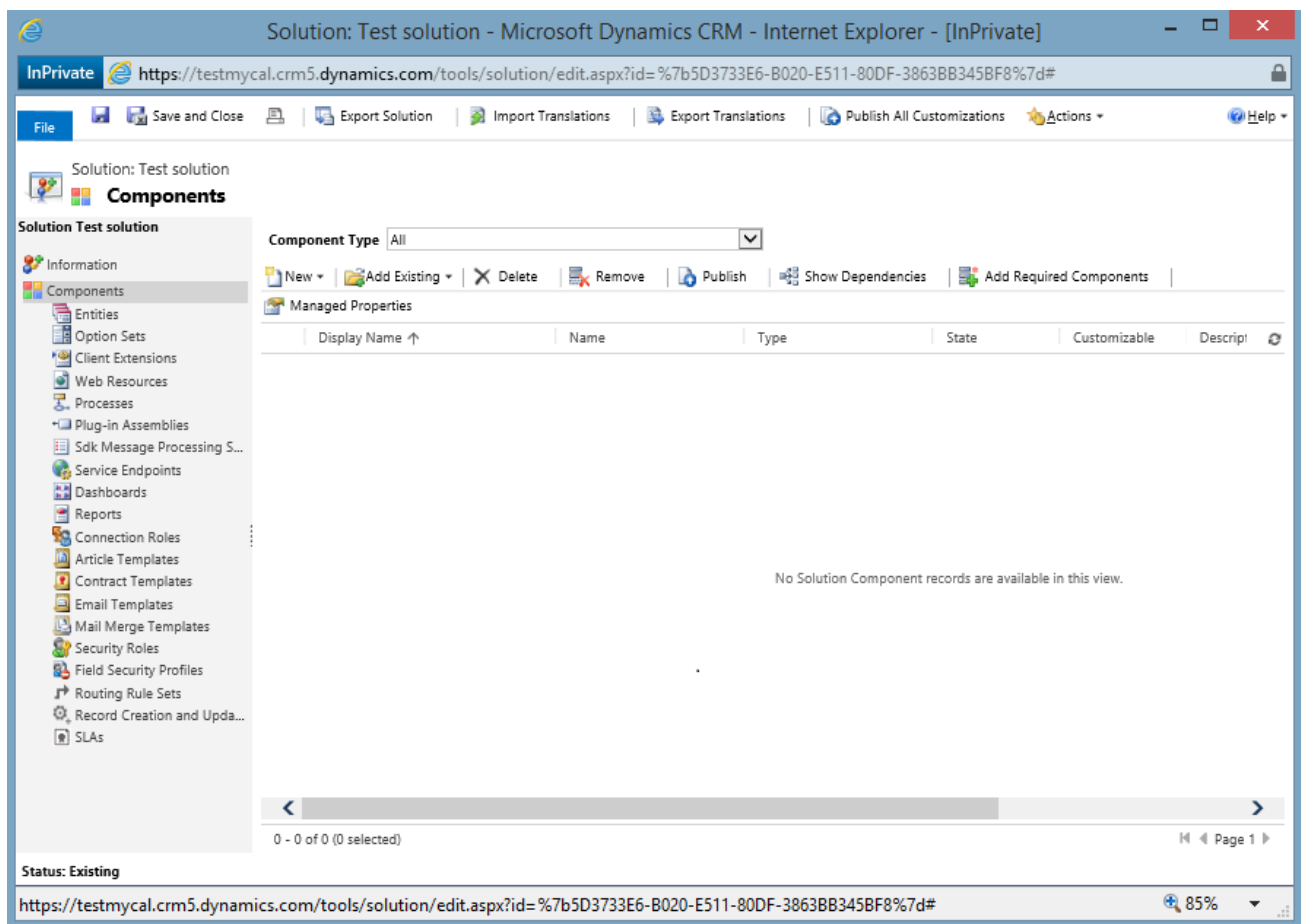 Solution: Test solution - Microsoft Dynamics CRM - Internet Explorer - [InPrivate]
InPrivate https://testmycal.crm5.dynamics.com/tools/solution/edit.aspx?id=%7b5D3733E6-B020-E511-80DF-3863BB345BF8%7d#
File Save and Close Export Solution Import Translations Export Translations Publish All Customizations Actions Help
Solution: Test solution
Components
Solution Test solution
Information
Components
Entities
Option Sets
Client Extensions
Web Resources
Processes
Plug-in Assemblies
Sdk Message Processing S...
Service Endpoints
Dashboards
Reports
Connection Roles
Article Templates
Contract Templates
Email Templates
Mail Merge Templates
Security Roles
Field Security Profiles
Routing Rule Sets
Record Creation and Upda...
SLAs
Component Type All
New Add Existing Delete Remove Publish Show Dependencies Add Required Components
Managed Properties
Display Name Name Type State Customizable Descript
No Solution Component records are available in this view.
0 - 0 of 0 (0 selected) Page 1
Status: Existing
https://testmycal.crm5.dynamics.com/tools/solution/edit.aspx?id=%7b5D3733E6-B020-E511-80DF-3863BB345BF8%7d# 85%